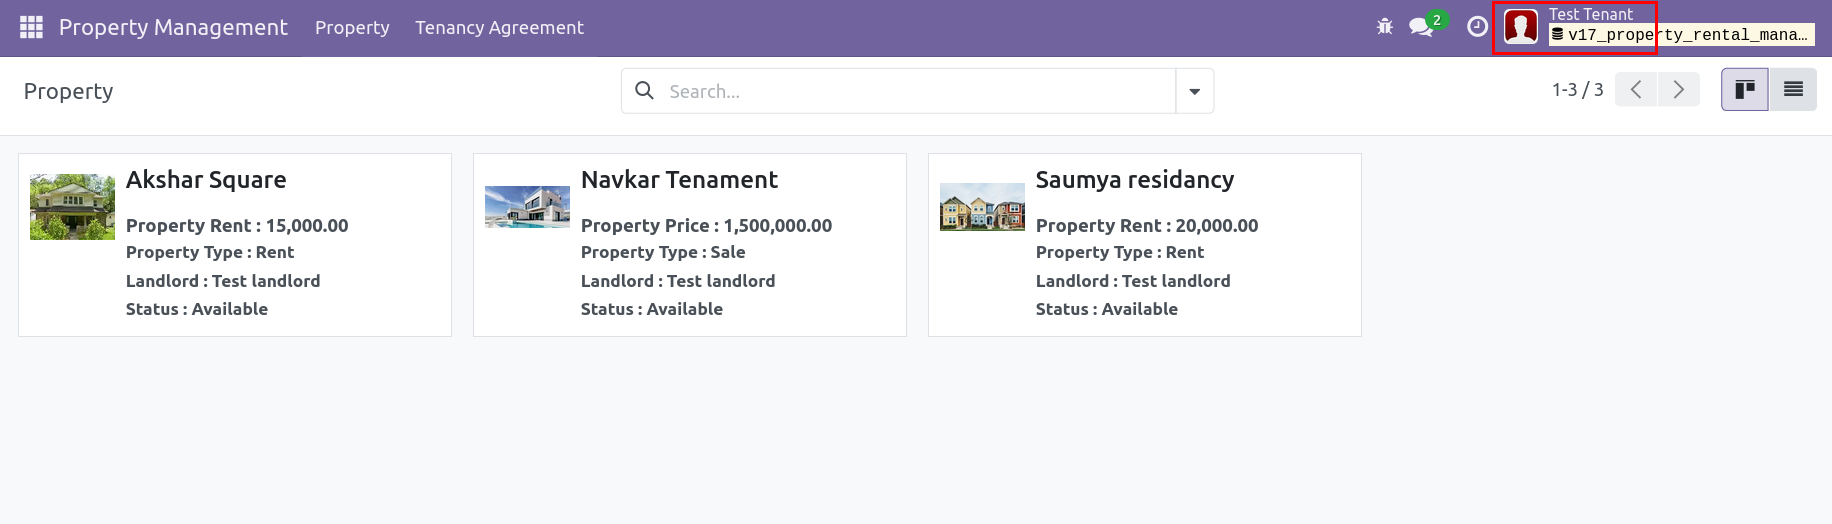 Property Management Property Tenancy Agreement 2 Test Tenant
v17_property_rental_mana...
Property Search... 1-3 / 3
Akshar Square
Property Rent : 15,000.00
Property Type : Rent
Landlord : Test landlord
Status : Available
Navkar Tenament
Property Price : 1,500,000.00
Property Type : Sale
Landlord : Test landlord
Status : Available
Saumya residancy
Property Rent : 20,000.00
Property Type : Rent
Landlord : Test landlord
Status : Available